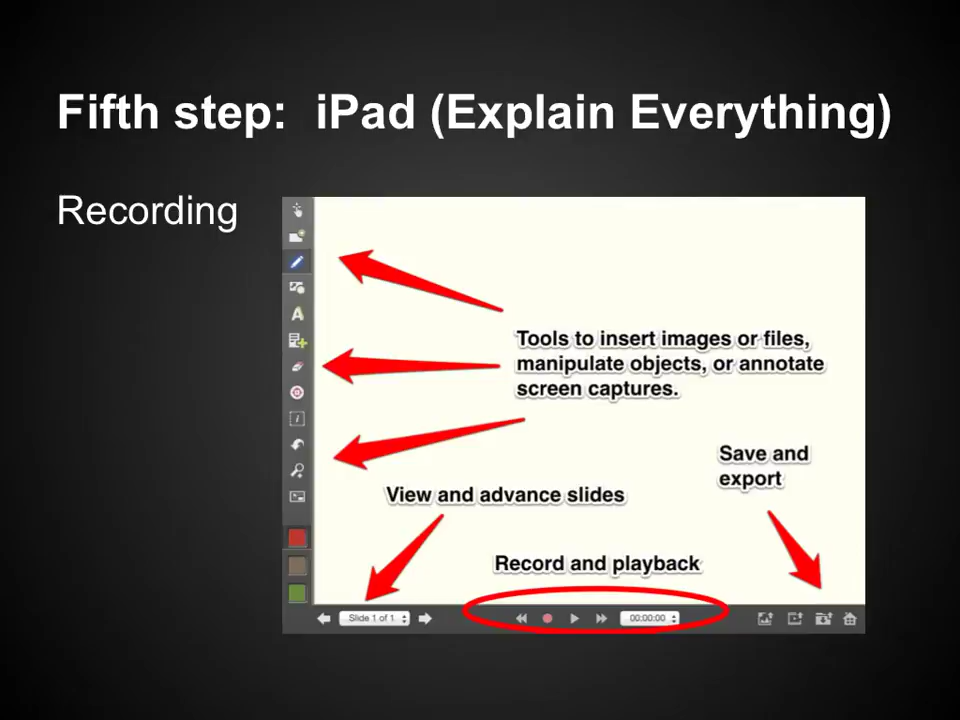 Fifth step:  iPad (Explain Everything)
Recording
A
Tools to insert images or files,
manipulate objects, or annotate
screen captures.
i
Save and
export
View and advance slides
Record and playback
Slide 1 of 1
00:00:00